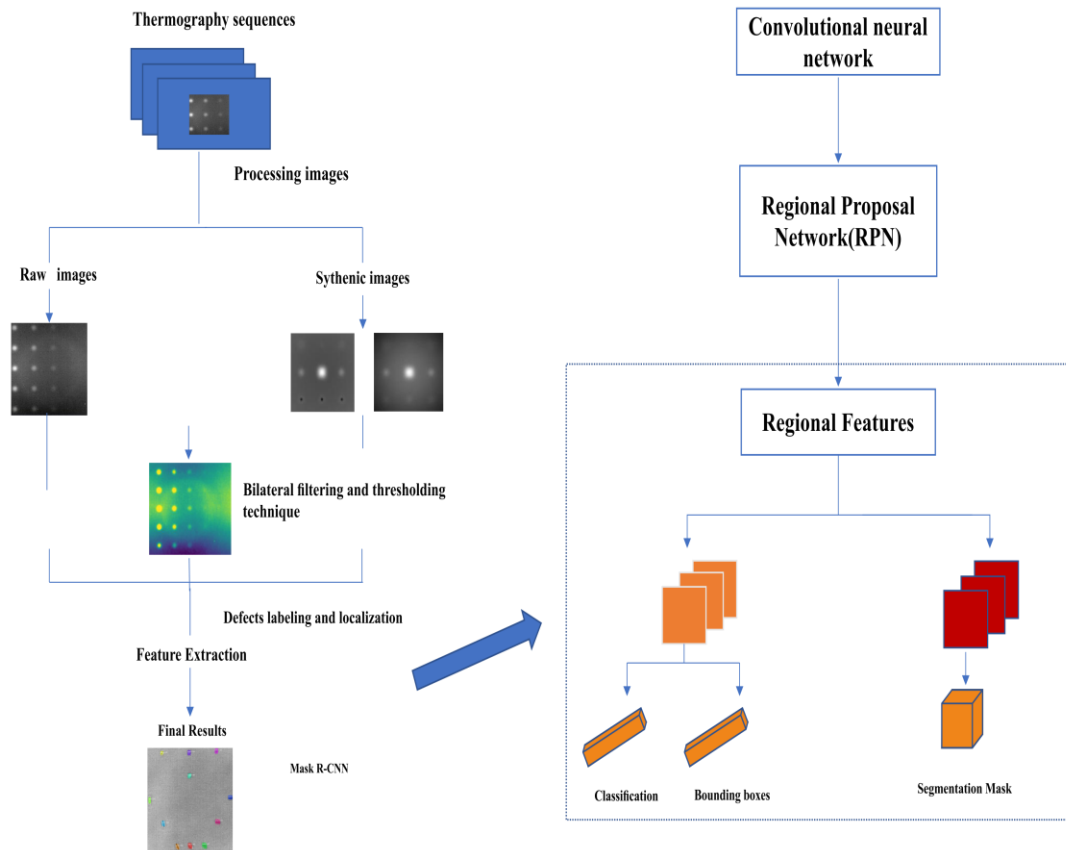 Thermography sequences
Processing images
Raw images
Sythenic images
Bilateral filtering and thresholding
technique
Defects labeling and localization
Feature Extraction
Final Results
Mask R-CNN
Convolutional neural
network
Regional Proposal
Network(RPN)
Regional Features
Classification
Bounding boxes
Segmentation Mask